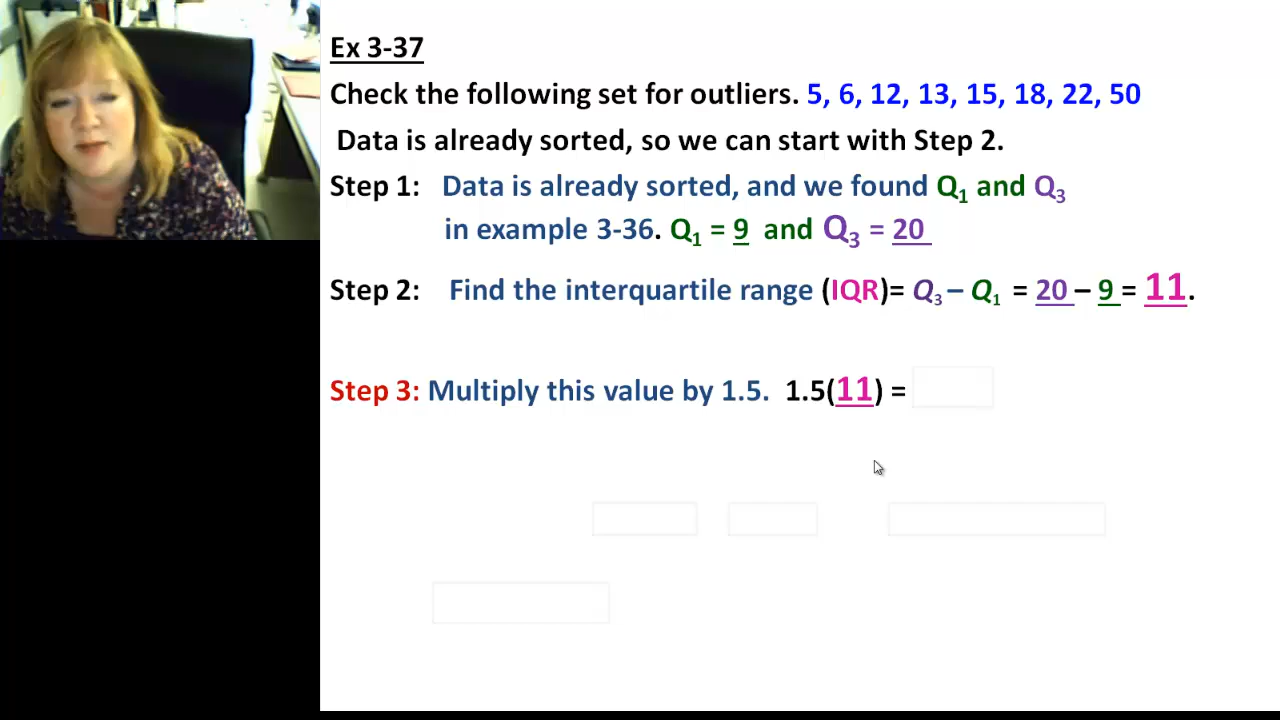 Ex 3-37
Check the following set for outliers. 5, 6, 12, 13, 15, 18, 22, 50
Data is already sorted, so we can start with Step 2.
Step 1: Data is already sorted, and we found Q₁ and Q₃
in example 3-36. Q₁ = 9 and Q₃ = 20
Step 2: Find the interquartile range (IQR)= Q₃ – Q₁ = 20 – 9 = 11.
Step 3: Multiply this value by 1.5. 1.5(11) =